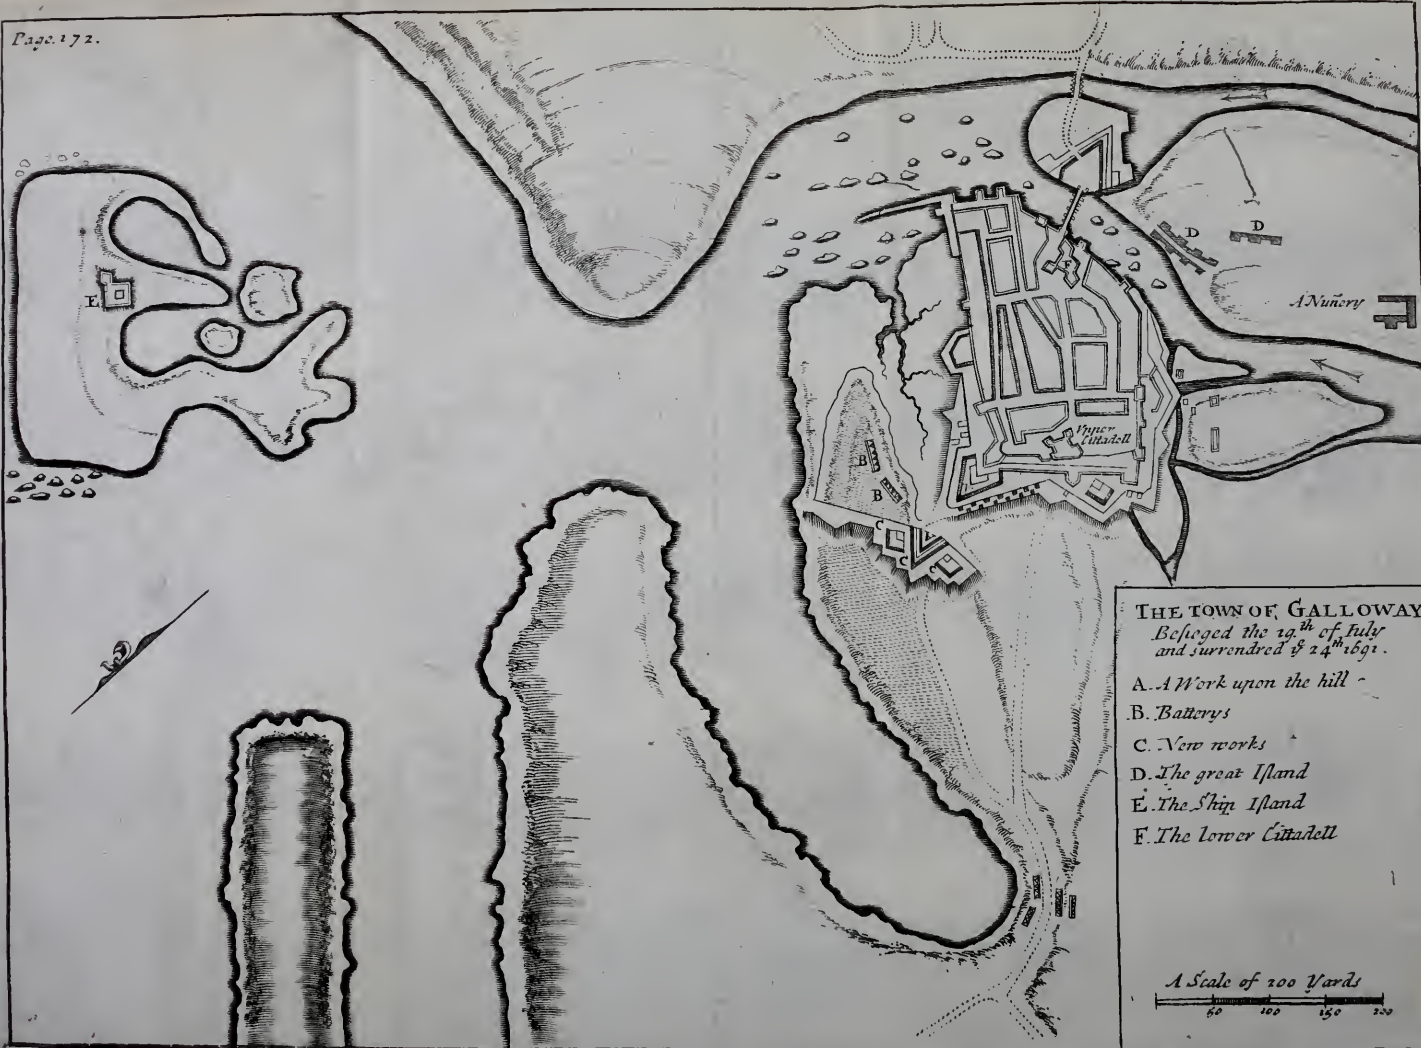 Page. 172.
D
D
F
A Nuñery
E
Upper
Cittadell
B
B
C
C
THE TOWN OF, GALLOWAY
Besieged the 19.th of July
and surrendred ye 24th 1691.
A. A Work upon the hill
B. Batterys
C. New works
D. The great Island
E. The Ship Island
F. The lower Cittadell
A Scale of 200 Yards
50 100 150 200